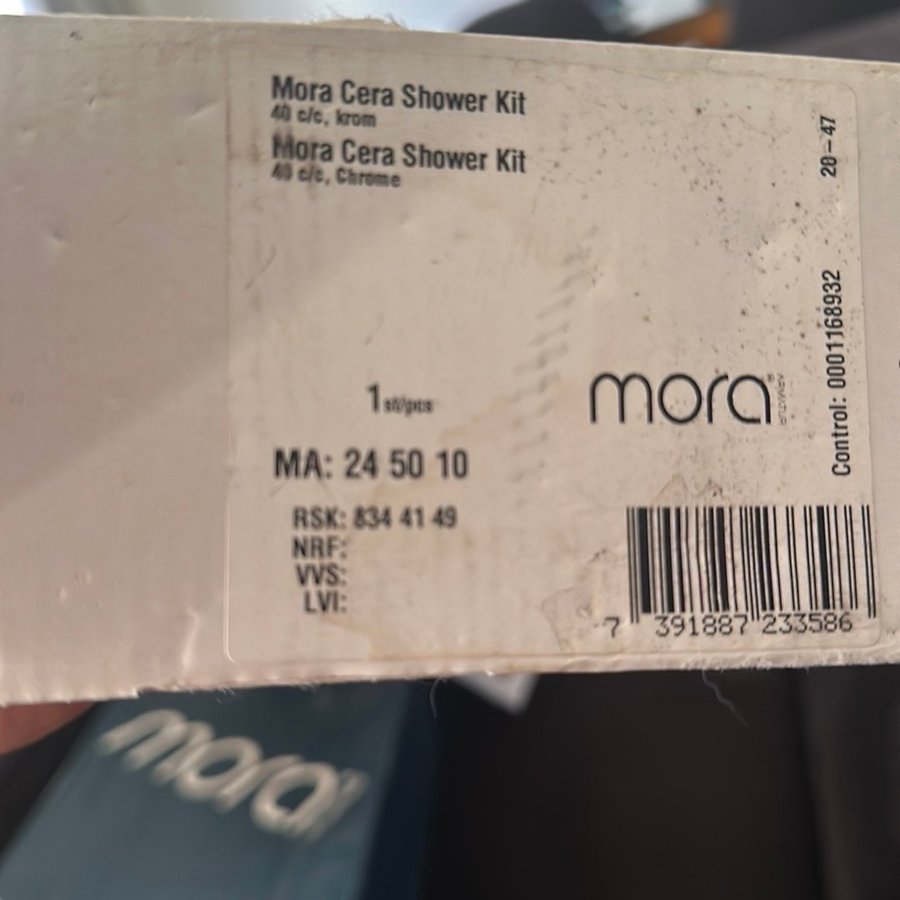 Mora Cera Shower Kit
40 c/c, krom
Mora Cera Shower Kit
40 c/c, Chrome
20-47
Control: 0001168932
1 st/pcs
mora
ARMATUR
MA: 24 50 10
RSK: 834 41 49
NRF:
VVS:
LVI:
7 391887 233586
mora